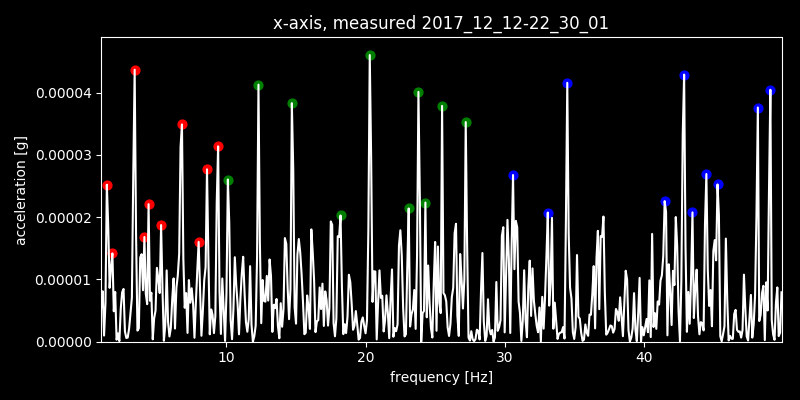 x-axis, measured 2017_12_12-22_30_01
acceleration [g]
0.00004
0.00003
0.00002
0.00001
0.00000
10 20 30 40
frequency [Hz]